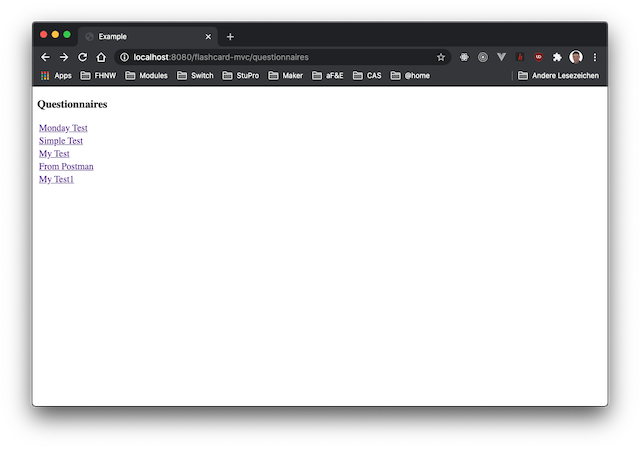 Example
localhost:8080/flashcard-mvc/questionnaires
Apps FHNW Modules Switch StuPro Maker aF&E CAS @home Andere Lesezeichen
Questionnaires
Monday Test
Simple Test
My Test
From Postman
My Test1